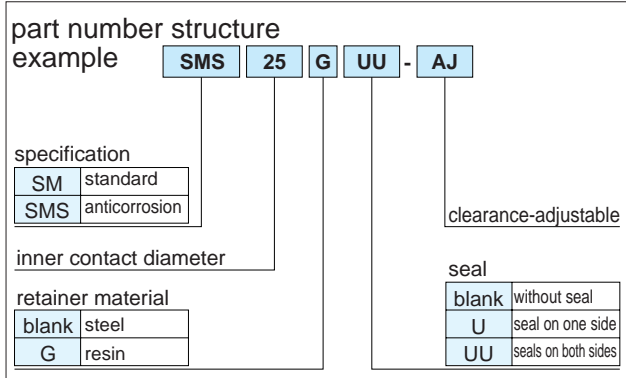 part number structure
example SMS 25 G UU - AJ
specification
SM standard
SMS anticorrosion
clearance-adjustable
inner contact diameter
seal
retainer material
blank without seal
blank steel
U seal on one side
G resin
UU seals on both sides